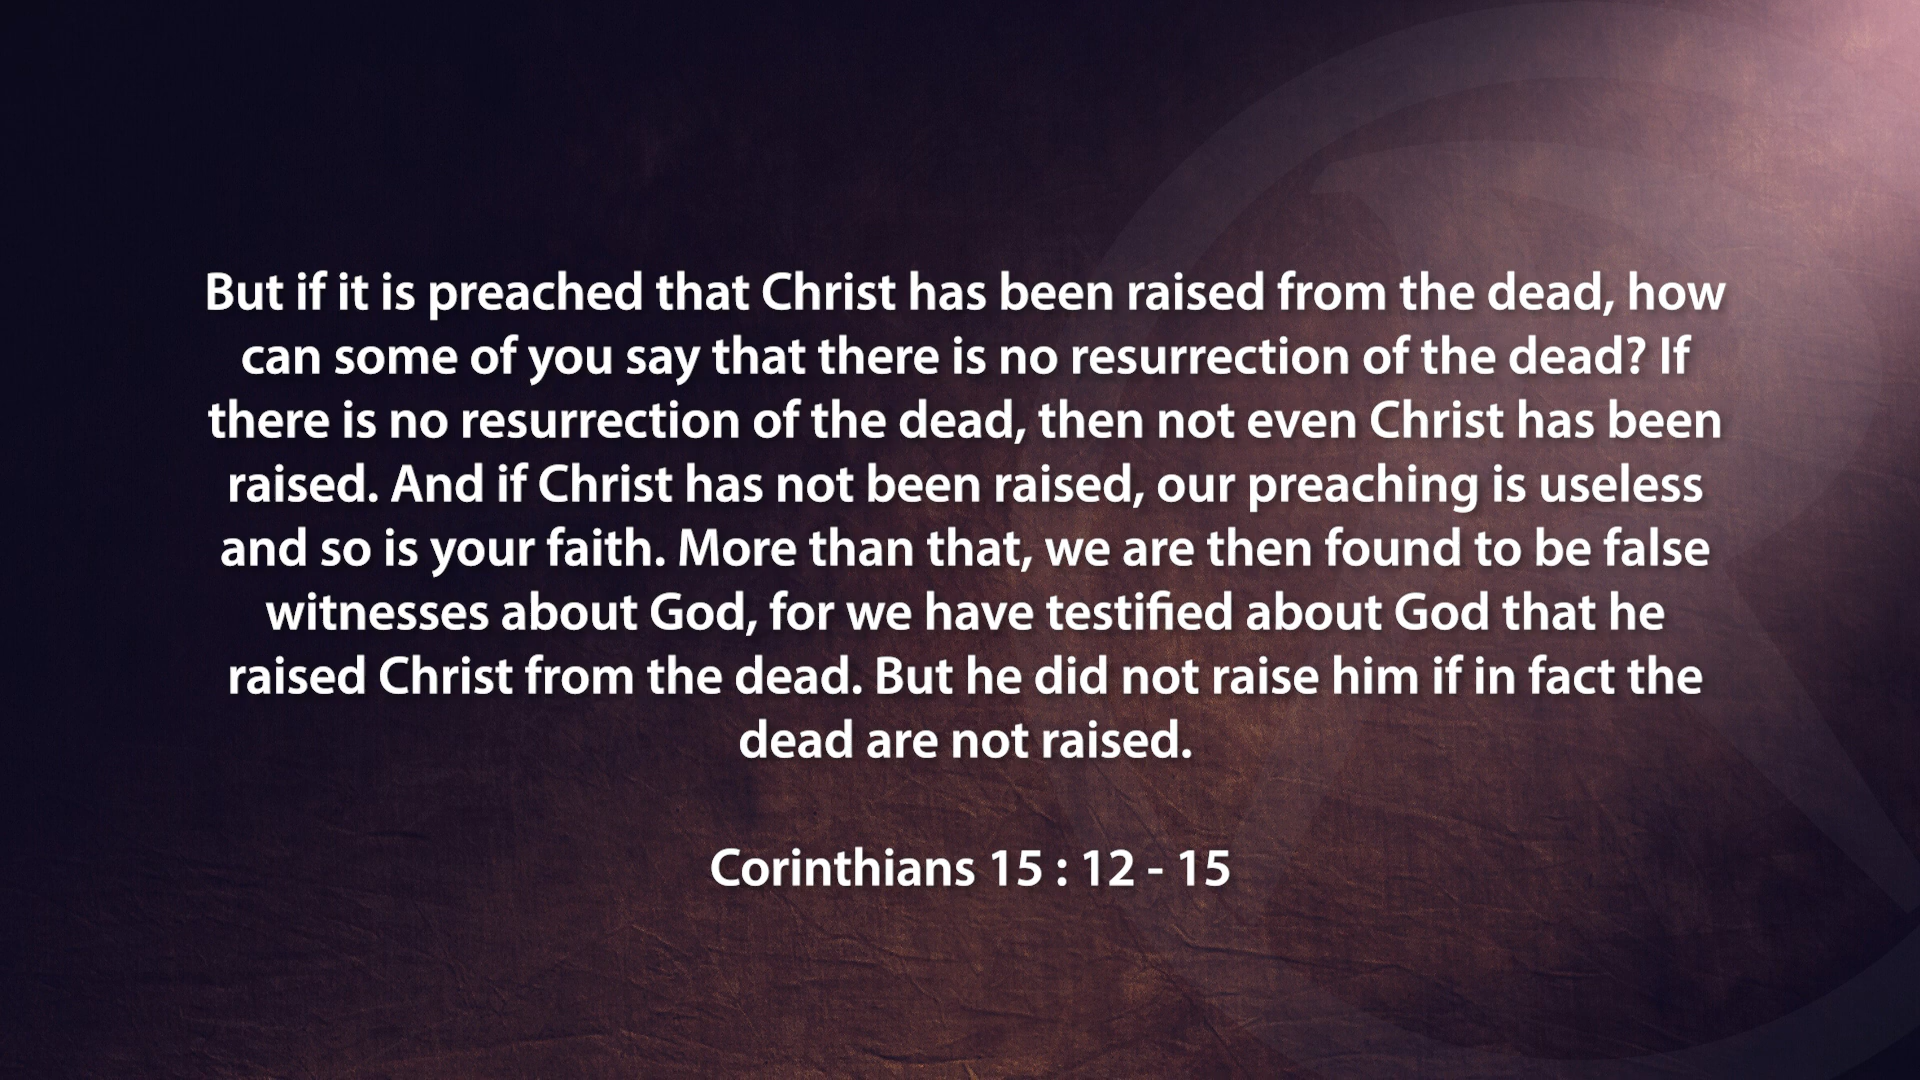 But if it is preached that Christ has been raised from the dead, how
can some of you say that there is no resurrection of the dead? If
there is no resurrection of the dead, then not even Christ has been
raised. And if Christ has not been raised, our preaching is useless
and so is your faith. More than that, we are then found to be false
witnesses about God, for we have testified about God that he
raised Christ from the dead. But he did not raise him if in fact the
dead are not raised.
Corinthians 15 : 12 - 15